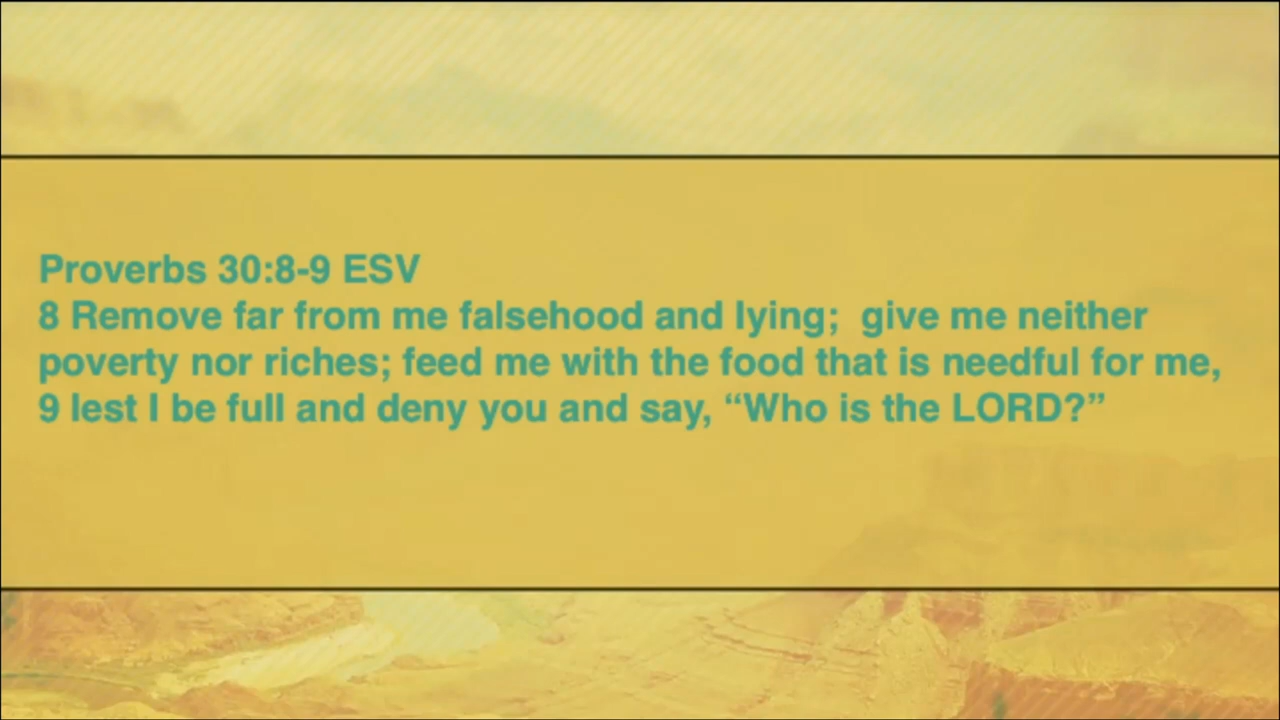 Proverbs 30:8-9 ESV
8 Remove far from me falsehood and lying;  give me neither
poverty nor riches; feed me with the food that is needful for me,
9 lest I be full and deny you and say, “Who is the LORD?”